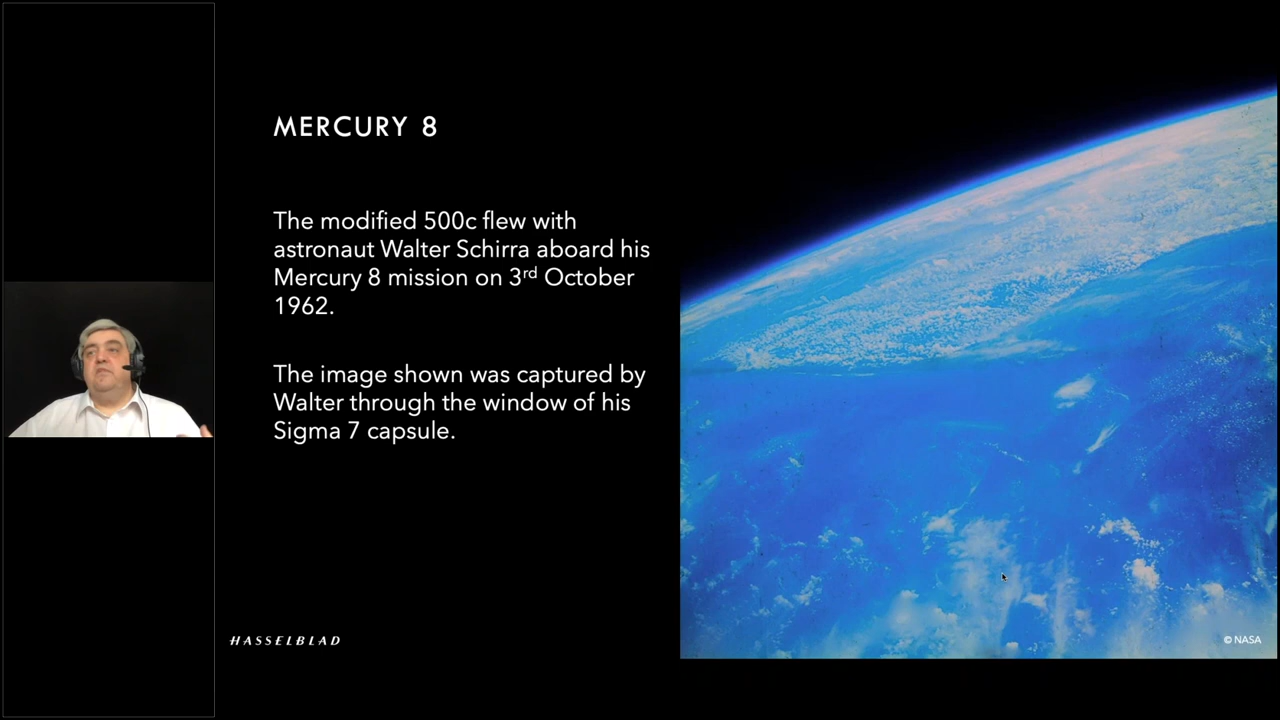 MERCURY 8
The modified 500c flew with
astronaut Walter Schirra aboard his
Mercury 8 mission on 3rd October
1962.
The image shown was captured by
Walter through the window of his
Sigma 7 capsule.
HASSELBLAD
© NASA